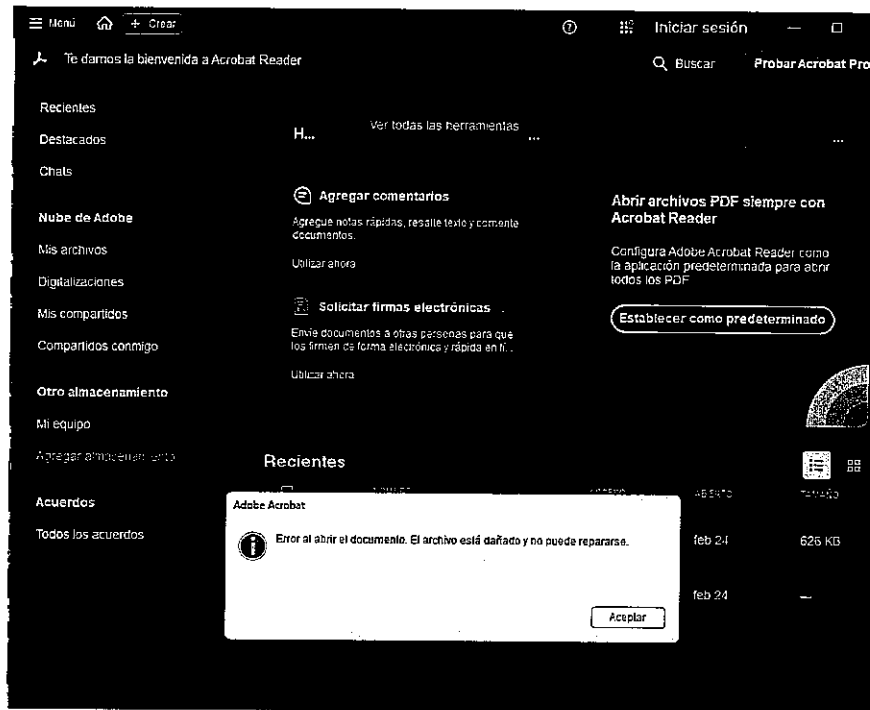 Menú + Crear Iniciar sesión
Te damos la bienvenida a Acrobat Reader Buscar Probar Acrobat Pro
Recientes
Destacados
Chats
Nube de Adobe
Mis archivos
Digitalizaciones
Mis compartidos
Compartidos conmigo
Otro almacenamiento
Mi equipo
Agregar almacenamiento
Acuerdos
Todos los acuerdos
H... Ver todas las herramientas ... ...
Agregar comentarios
Agregue notas rápidas, resalte texto y comente
documentos.
Utilizar ahora
Solicitar firmas electrónicas
Envíe documentos a otras personas para que
los firmen de forma electrónica y rápida en lí...
Utilizar ahora
Abrir archivos PDF siempre con
Acrobat Reader
Configura Adobe Acrobat Reader como
la aplicación predeterminada para abrir
todos los PDF
Establecer como predeterminado
Recientes
ABIERTO TAMAÑO
feb 24 626 KB
feb 24 —
Adobe Acrobat
Error al abrir el documento. El archivo está dañado y no puede repararse.
Aceptar